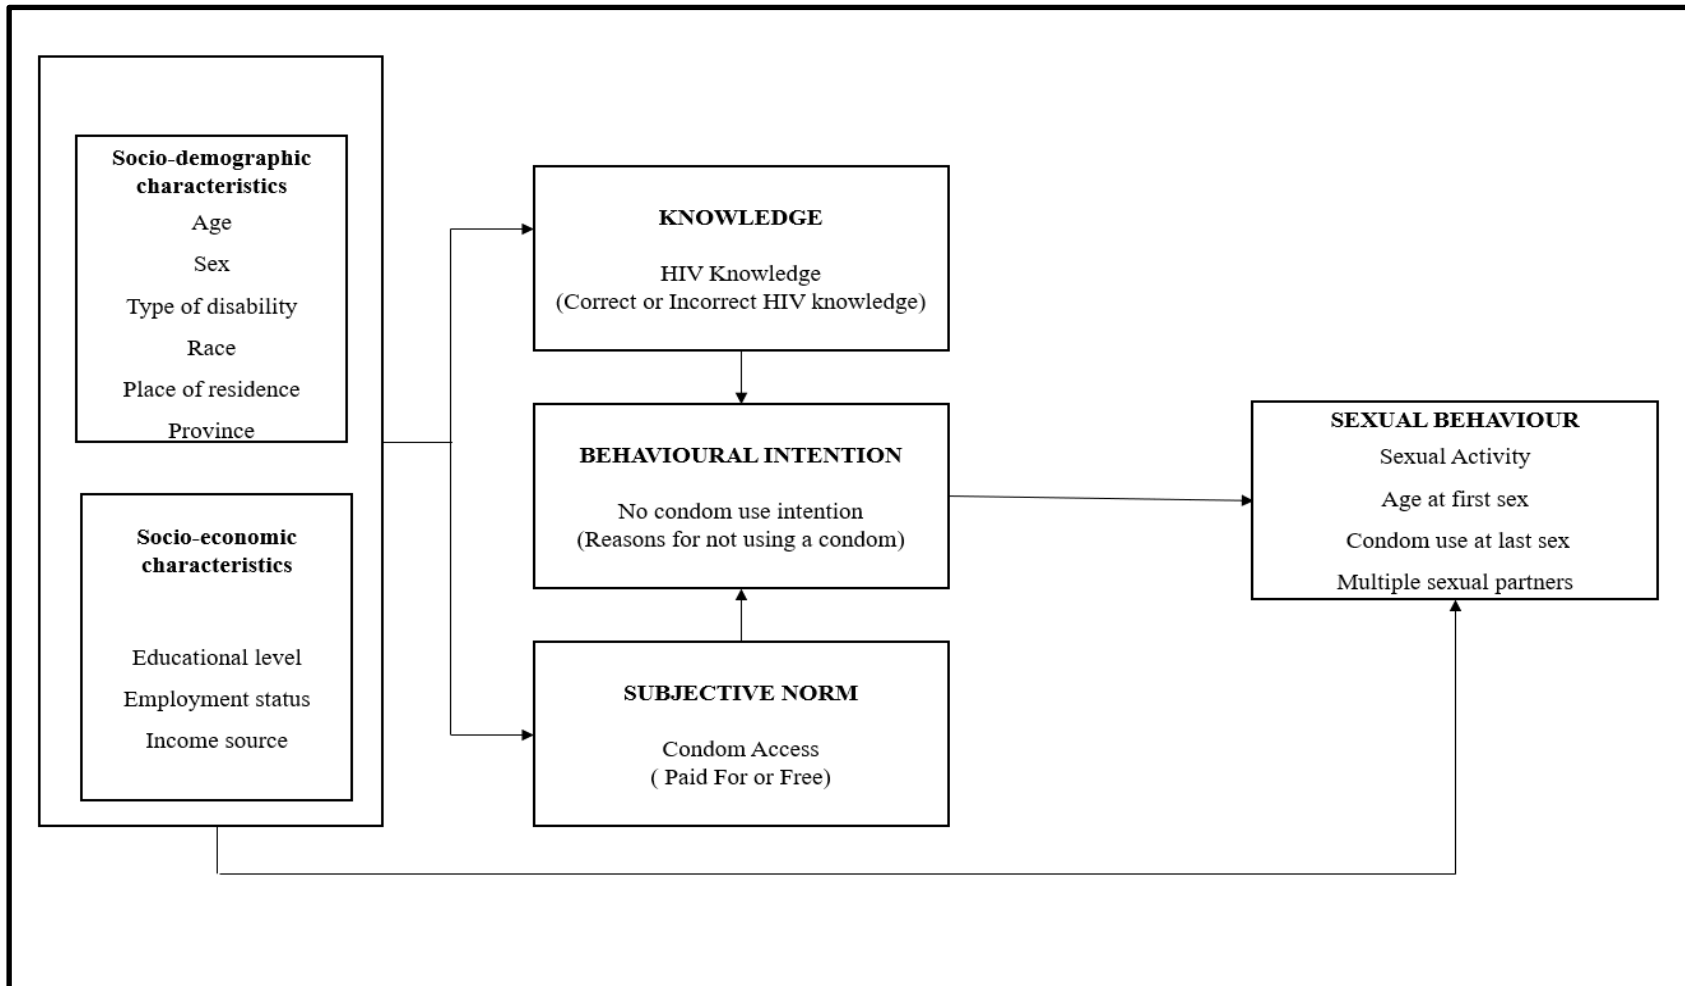 Socio-demographic
characteristics
Age
Sex
Type of disability
Race
Place of residence
Province
Socio-economic
characteristics
Educational level
Employment status
Income source
KNOWLEDGE
HIV Knowledge
(Correct or Incorrect HIV knowledge)
BEHAVIOURAL INTENTION
No condom use intention
(Reasons for not using a condom)
SUBJECTIVE NORM
Condom Access
( Paid For or Free)
SEXUAL BEHAVIOUR
Sexual Activity
Age at first sex
Condom use at last sex
Multiple sexual partners